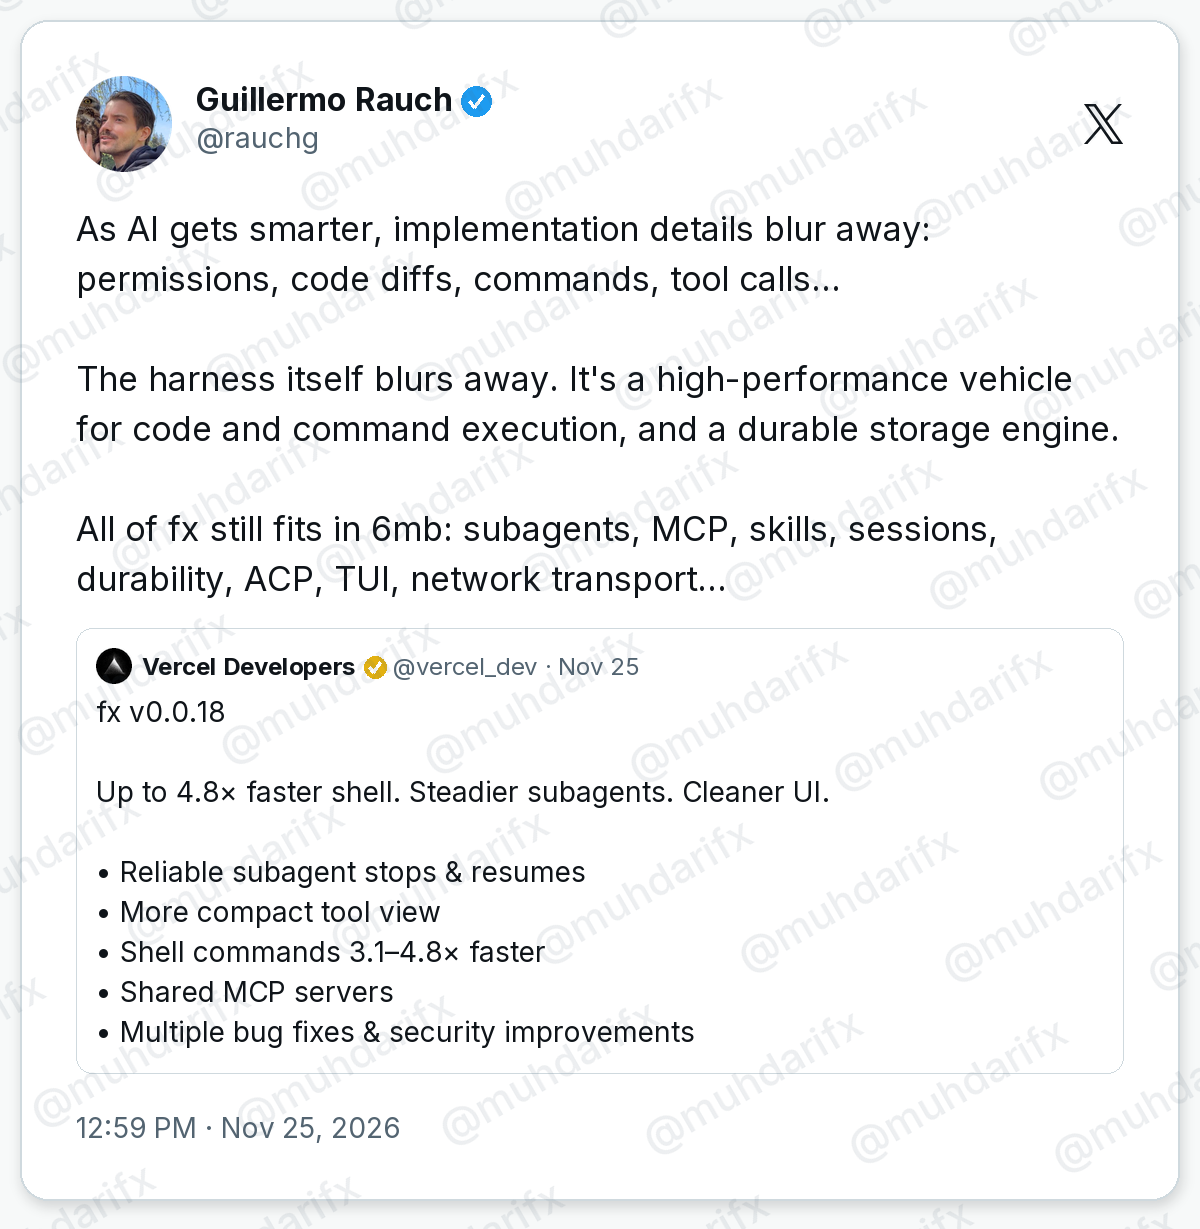 Guillermo Rauch
@rauchg
As AI gets smarter, implementation details blur away:
permissions, code diffs, commands, tool calls...
The harness itself blurs away. It's a high-performance vehicle
for code and command execution, and a durable storage engine.
All of fx still fits in 6mb: subagents, MCP, skills, sessions,
durability, ACP, TUI, network transport...
Vercel Developers @vercel_dev · Nov 25
fx v0.0.18
Up to 4.8× faster shell. Steadier subagents. Cleaner UI.
• Reliable subagent stops & resumes
• More compact tool view
• Shell commands 3.1–4.8× faster
• Shared MCP servers
• Multiple bug fixes & security improvements
12:59 PM · Nov 25, 2026
@muhdarifx